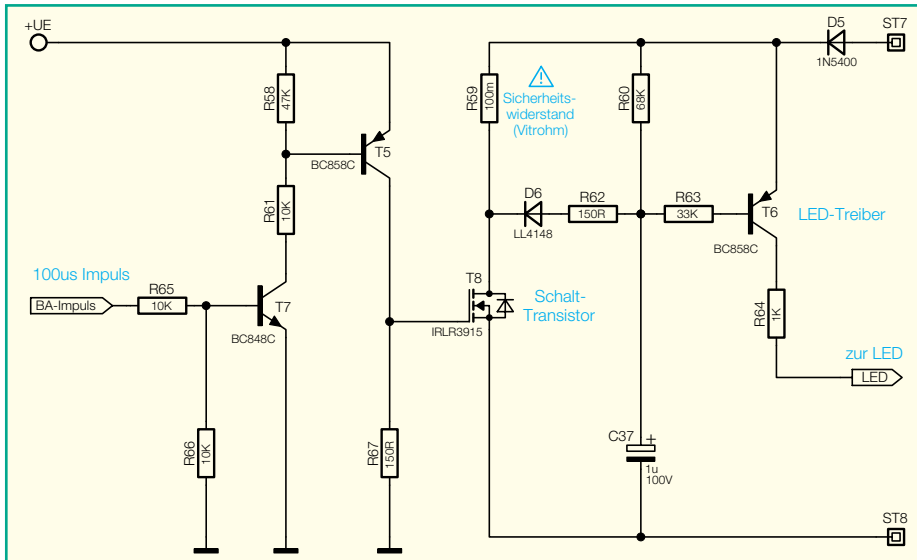 +UE
D5
ST7
1N5400
R58
47K
R59
100m
Sicherheits-
widerstand
(Vitrohm)
R60
68K
T5
BC858C
R61
10K
D6
LL4148
R62
150R
R63
33K
T6
BC858C
LED-Treiber
100us Impuls
BA-Impuls
R65
10K
T7
BC848C
T8
IRLR3915
Schalt-
Transistor
R64
1K
zur LED
LED
R66
10K
R67
150R
C37
+
1u
100V
ST8